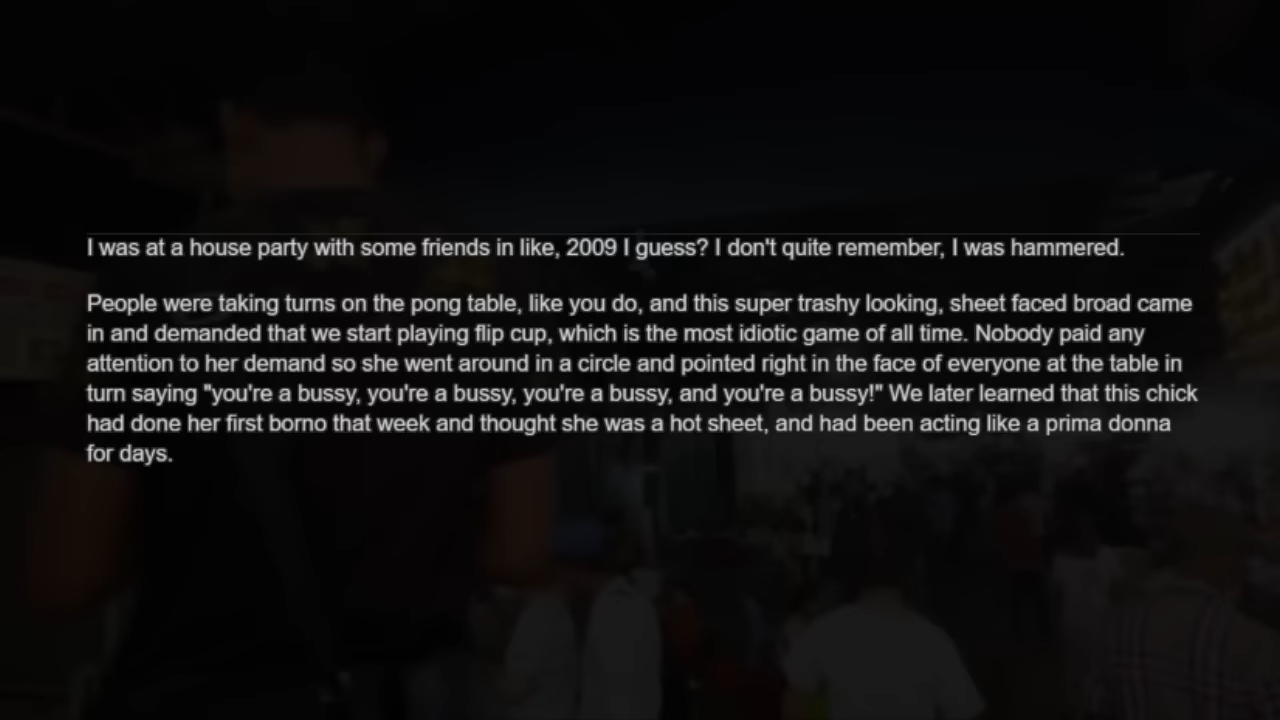 I was at a house party with some friends in like, 2009 I guess? I don't quite remember, I was hammered.
People were taking turns on the pong table, like you do, and this super trashy looking, sheet faced broad came
in and demanded that we start playing flip cup, which is the most idiotic game of all time. Nobody paid any
attention to her demand so she went around in a circle and pointed right in the face of everyone at the table in
turn saying "you're a bussy, you're a bussy, you're a bussy, and you're a bussy!" We later learned that this chick
had done her first borno that week and thought she was a hot sheet, and had been acting like a prima donna
for days.